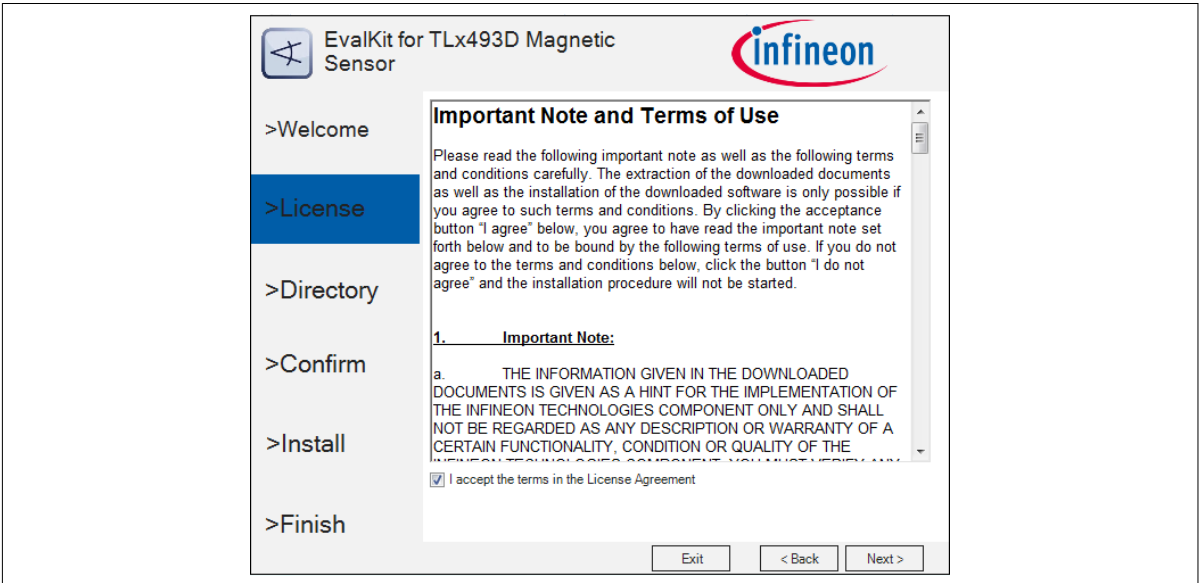 EvalKit for TLx493D Magnetic
Sensor
infineon
>Welcome
>License
>Directory
>Confirm
>Install
>Finish
Important Note and Terms of Use
Please read the following important note as well as the following terms
and conditions carefully. The extraction of the downloaded documents
as well as the installation of the downloaded software is only possible if
you agree to such terms and conditions. By clicking the acceptance
button “I agree” below, you agree to have read the important note set
forth below and to be bound by the following terms of use. If you do not
agree to the terms and conditions below, click the button “I do not
agree” and the installation procedure will not be started.
1. Important Note:
a. THE INFORMATION GIVEN IN THE DOWNLOADED
DOCUMENTS IS GIVEN AS A HINT FOR THE IMPLEMENTATION OF
THE INFINEON TECHNOLOGIES COMPONENT ONLY AND SHALL
NOT BE REGARDED AS ANY DESCRIPTION OR WARRANTY OF A
CERTAIN FUNCTIONALITY, CONDITION OR QUALITY OF THE
INFINEON TECHNOLOGIES COMPONENT. YOU MUST VERIFY ANY
I accept the terms in the License Agreement
Exit
< Back
Next >